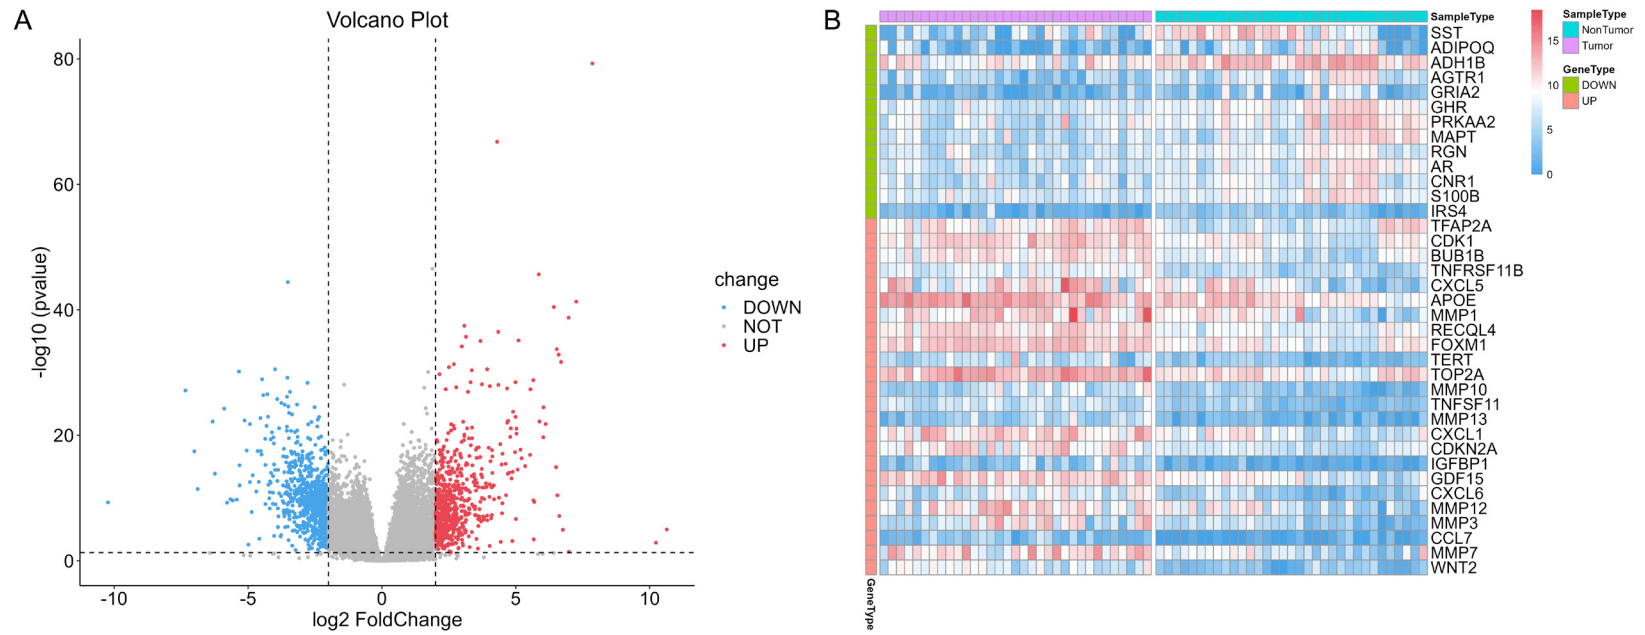 A
Volcano Plot
80
60
40
20
0
-log10 (pvalue)
-10
-5
0
5
10
log2 FoldChange
change
DOWN
NOT
UP
B
SampleType
SST
ADIPOQ
ADH1B
AGTR1
GRIA2
GHR
PRKAA2
MAPT
RGN
AR
CNR1
S100B
IRS4
TFAP2A
CDK1
BUB1B
TNFRSF11B
CXCL5
APOE
MMP1
RECQL4
FOXM1
TERT
TOP2A
MMP10
TNFSF11
MMP13
CXCL1
CDKN2A
IGFBP1
GDF15
CXCL6
MMP12
MMP3
CCL7
MMP7
WNT2
GeneType
15
10
5
0
SampleType
NonTumor
Tumor
GeneType
DOWN
UP